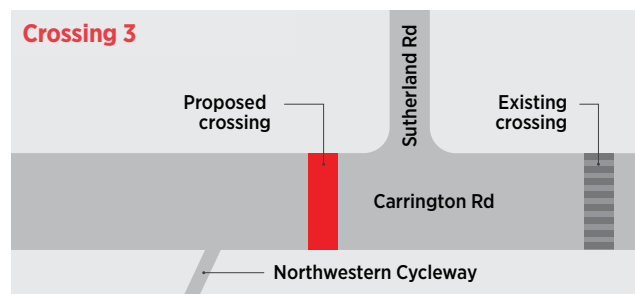 Crossing 3
Proposed
crossing
Sutherland Rd
Existing
crossing
Carrington Rd
Northwestern Cycleway